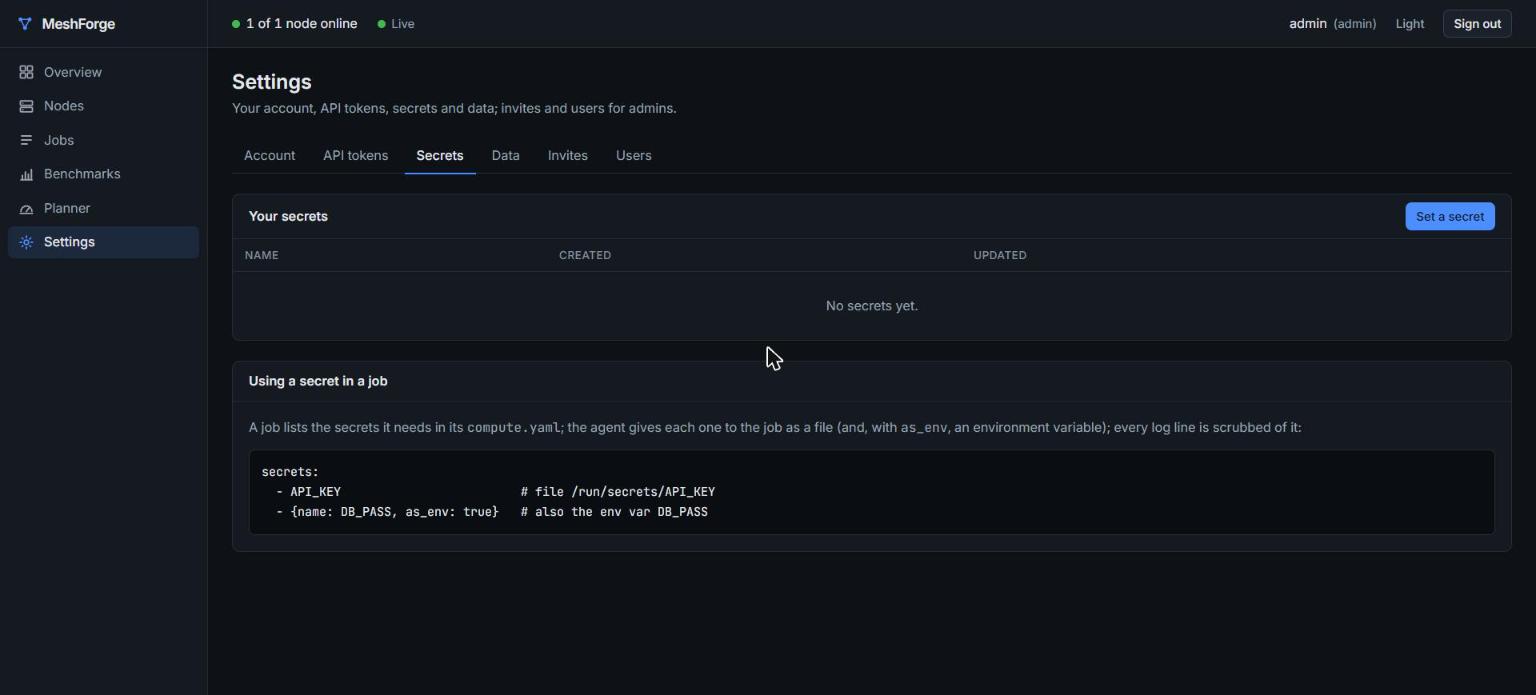 MeshForge
1 of 1 node online
Live
admin (admin)
Light
Sign out
Overview
Nodes
Jobs
Benchmarks
Planner
Settings
Settings
Your account, API tokens, secrets and data; invites and users for admins.
Account
API tokens
Secrets
Data
Invites
Users
Your secrets
Set a secret
NAME
CREATED
UPDATED
No secrets yet.
Using a secret in a job
A job lists the secrets it needs in its compute.yaml; the agent gives each one to the job as a file (and, with as_env, an environment variable); every log line is scrubbed of it:
secrets:
  - API_KEY                         # file /run/secrets/API_KEY
  - {name: DB_PASS, as_env: true}   # also the env var DB_PASS